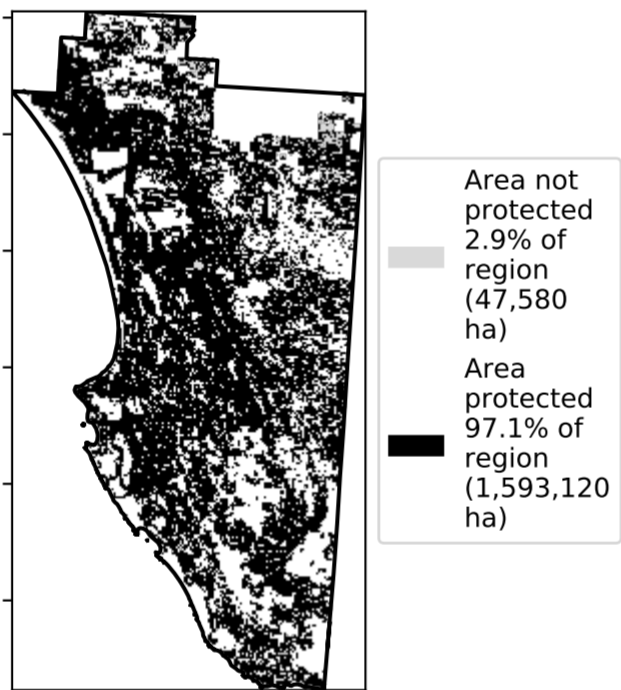 Area not
protected
2.9% of
region
(47,580
ha)
Area
protected
97.1% of
region
(1,593,120
ha)